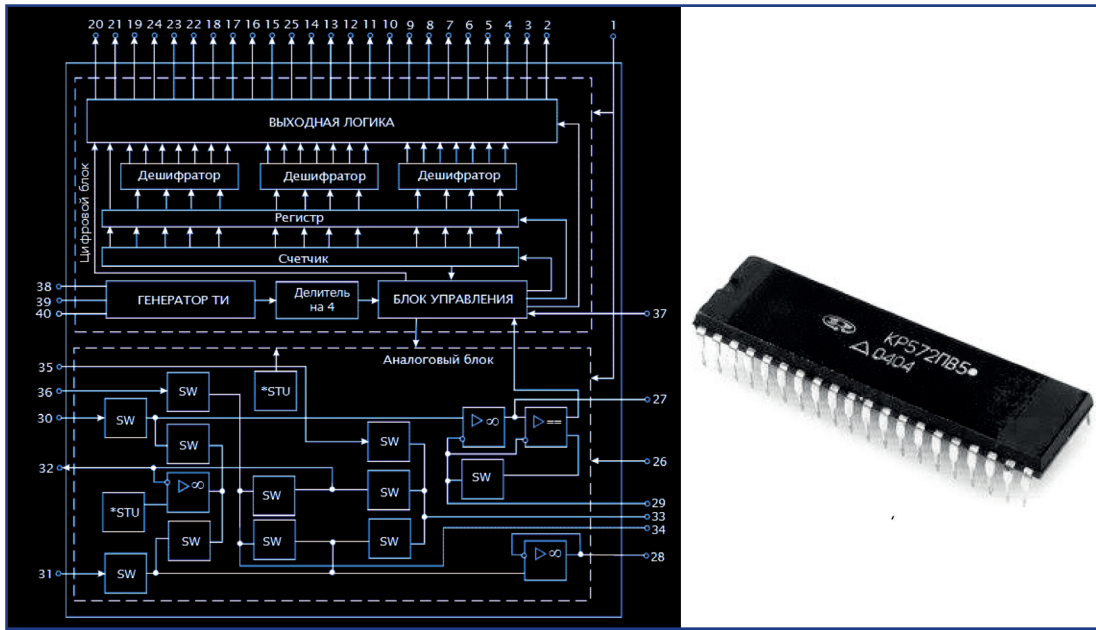 20 21 19 24 23 22 18 17 16 15 14 13 12 11 10 9 8 7 6 5 4 3 2 1
ВЫХОДНАЯ ЛОГИКА
Цифровой блок
Дешифратор Дешифратор Дешифратор
Регистр
Счетчик
38
39
40
ГЕНЕРАТОР ТИ
Делитель
на 4
БЛОК УПРАВЛЕНИЯ
37
Аналоговый блок
35
36
30
32
31
*STU
SW
SW
SW
▷∞
*STU
SW
SW
SW
SW
SW
SW
SW
▷∞
▷==
SW
SW
▷∞
27
26
29
33
34
28
КР572ПВ5
△0404